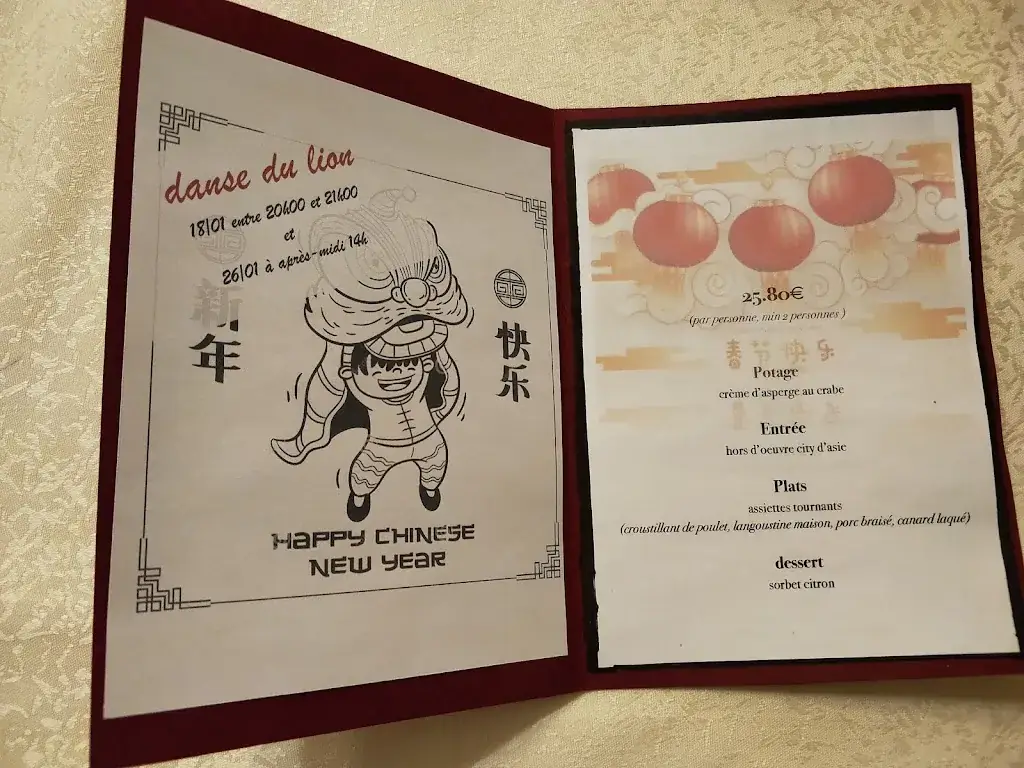 danse du lion
18/01 entre 20h00 et 21h00
et
26/01 à après-midi 14h
新年
快乐
HAPPY CHINESE
NEW YEAR
25.80€
(par personne, min 2 personnes )
春节快乐
Potage
crème d'asperge au crabe
Entrée
hors d'oeuvre city d'asie
Plats
assiettes tournants
(croustillant de poulet, langoustine maison, porc braisé, canard laqué)
dessert
sorbet citron